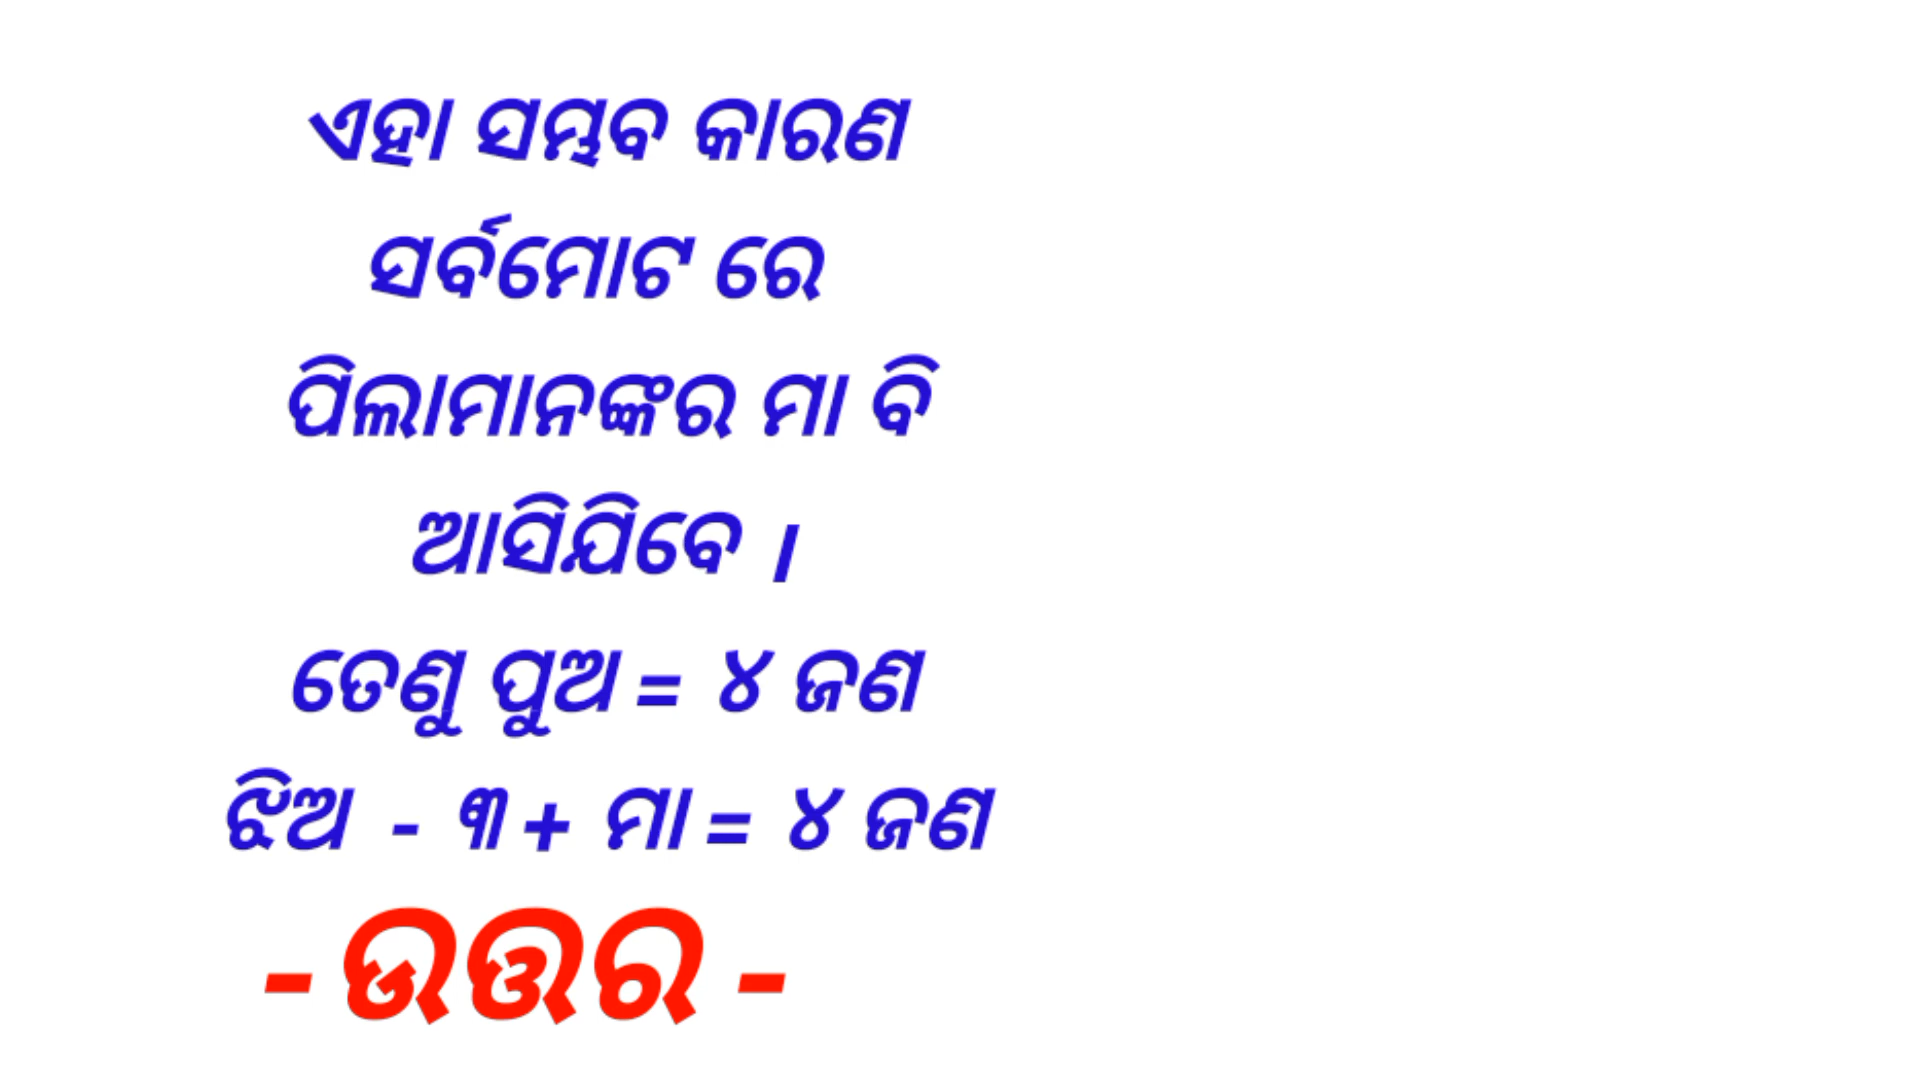 ଏହା ସମ୍ଭବ କାରଣ
ସର୍ବମୋଟ ରେ
ପିଲାମାନଙ୍କର ମା ବି
ଆସିଯିବେ ।
ତେଣୁ ପୁଅ = ୪ ଜଣ
ଝିଅ - ୩ + ମା = ୪ ଜଣ
- ଉତ୍ତର -